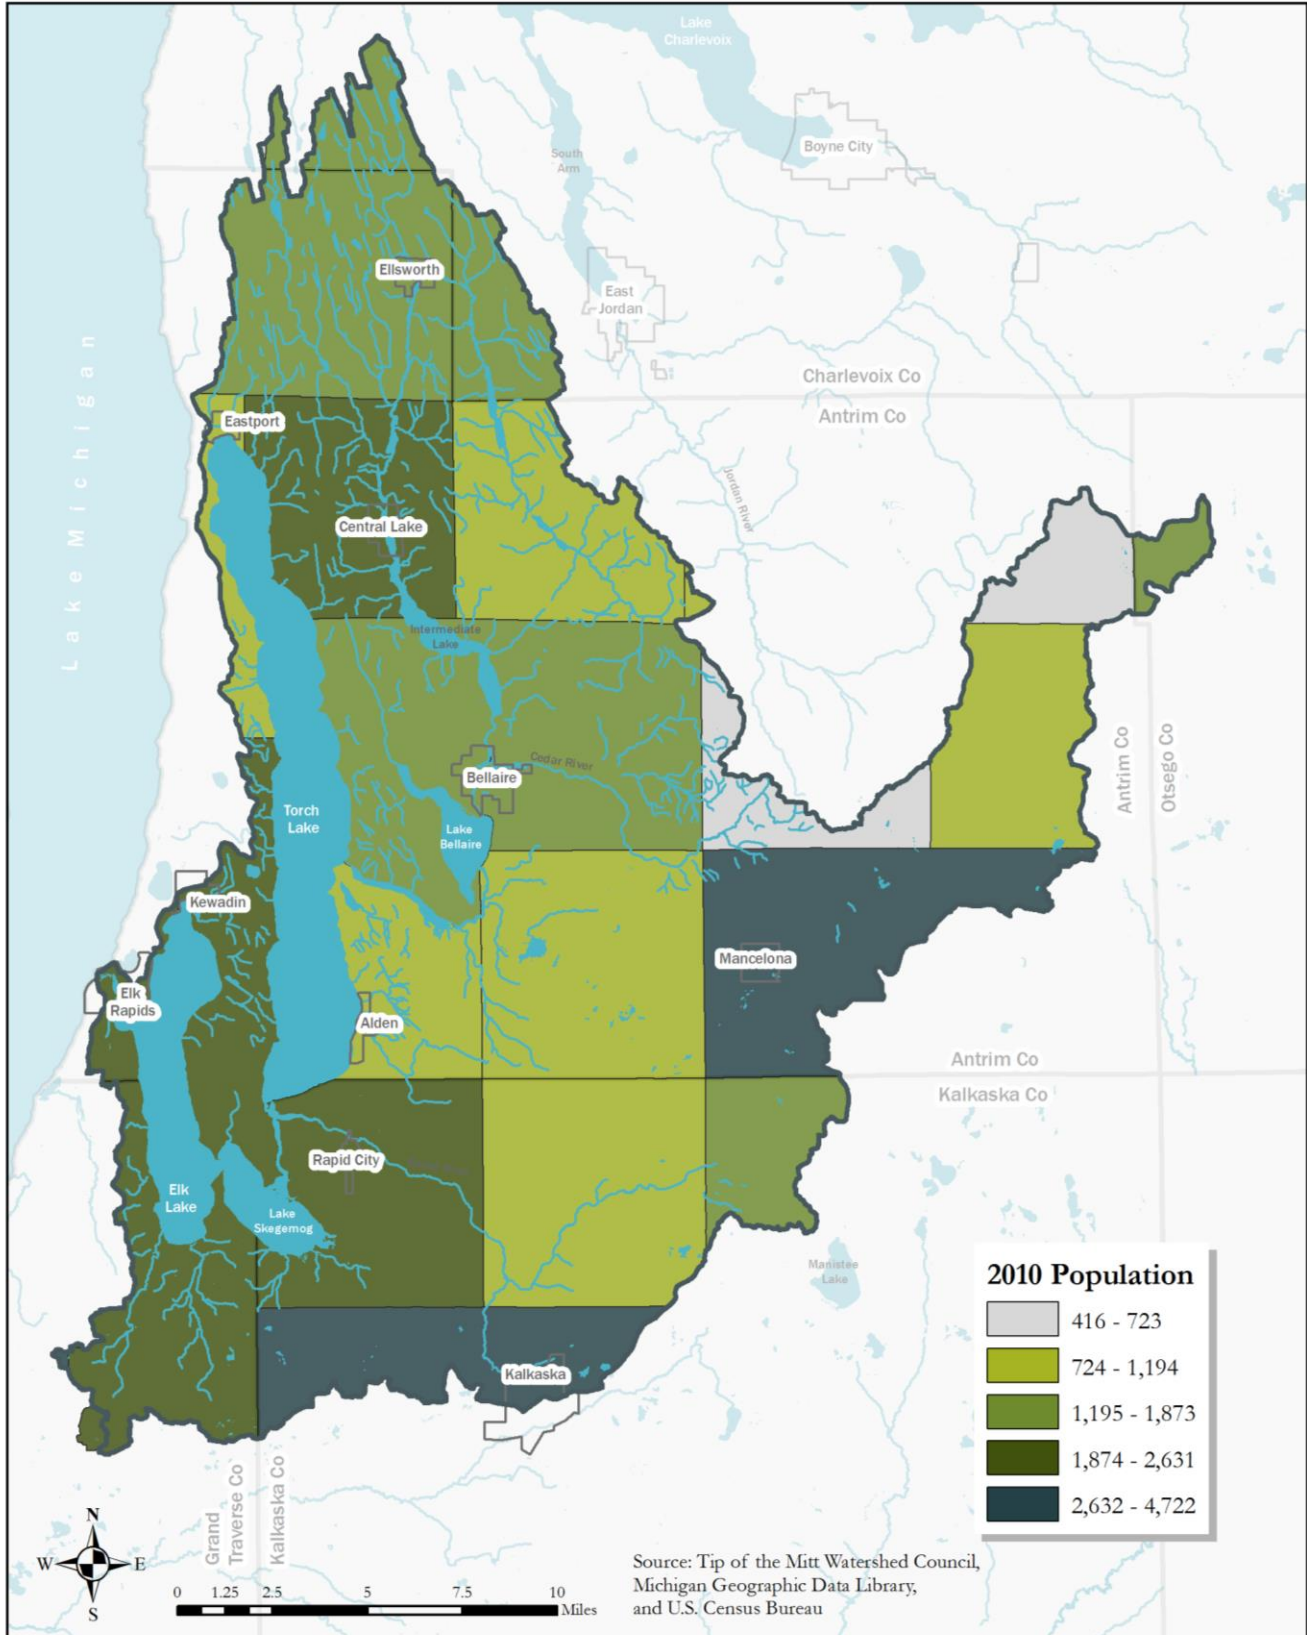 Lake
Charlevoix
Boyne City
South
Arm
Ellsworth
East
Jordan
Lake Michigan
Charlevoix Co
Antrim Co
Eastport
Jordan River
Central Lake
Intermediate
Lake
Cedar River
Bellaire
Antrim Co
Otsego Co
Torch
Lake
Lake
Bellaire
Kewadin
Mancelona
Elk
Rapids
Alden
Antrim Co
Kalkaska Co
Rapid City
Elk
Lake
Lake
Skegemog
Manistee
Lake
2010 Population
416 - 723
724 - 1,194
1,195 - 1,873
1,874 - 2,631
2,632 - 4,722
Kalkaska
Grand
Traverse Co
Kalkaska Co
N
W
E
S
0 1.25 2.5 5 7.5 10
Miles
Source: Tip of the Mitt Watershed Council,
Michigan Geographic Data Library,
and U.S. Census Bureau